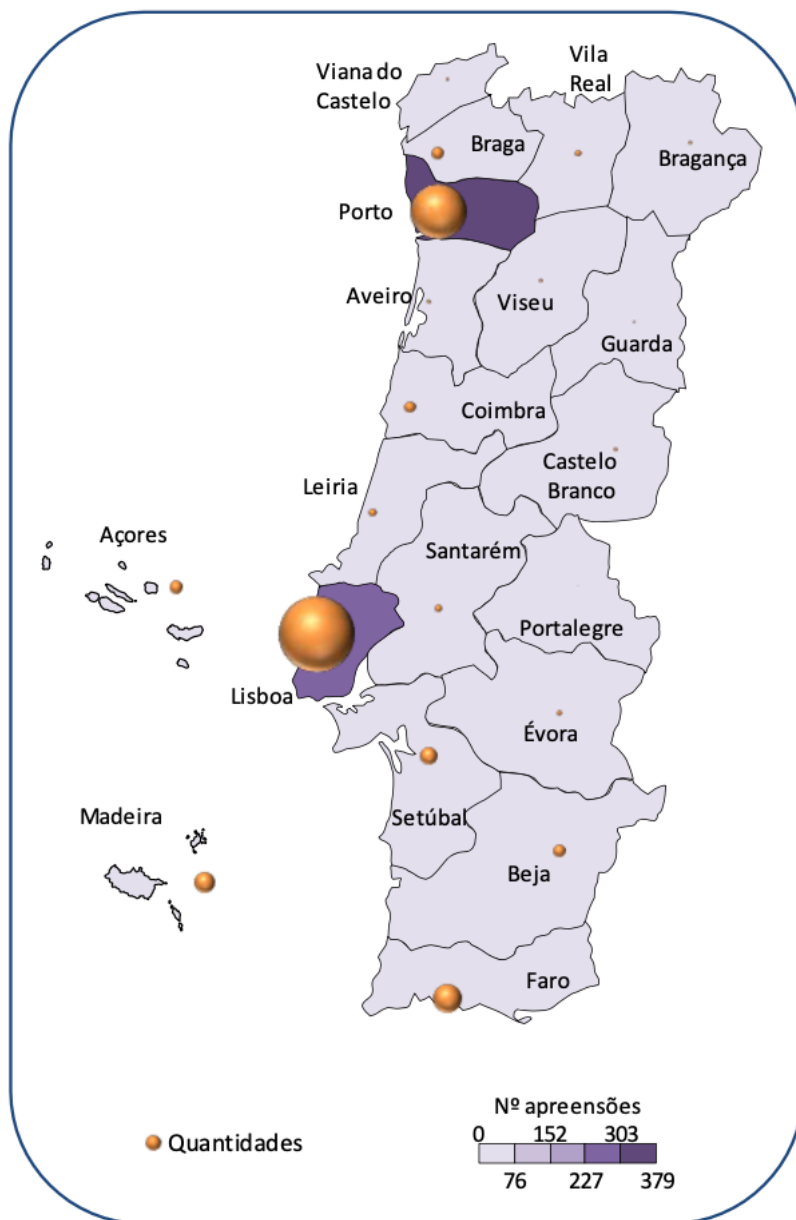 Viana do
Castelo
Vila
Real
Braga
Bragança
Porto
Aveiro
Viseu
Guarda
Coimbra
Castelo
Branco
Leiria
Açores
Santarém
Portalegre
Lisboa
Évora
Madeira
Setúbal
Beja
Faro
Quantidades
Nº apreensões
0 152 303
76 227 379